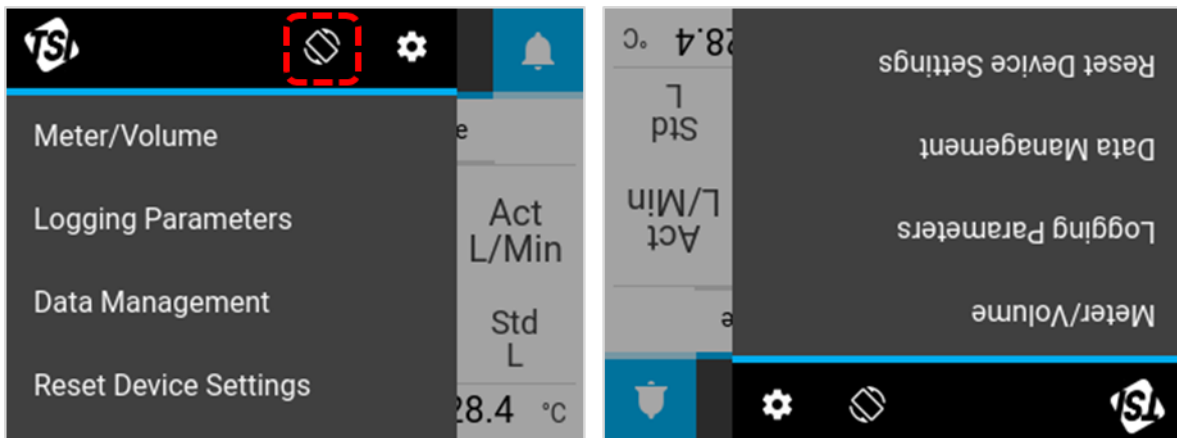 TSI
Meter/Volume
Logging Parameters
Data Management
Reset Device Settings
e
Act
L/Min
Std
L
28.4 °C
TSI
Meter/Volume
Logging Parameters
Data Management
Reset Device Settings
e
Act
L/Min
Std
L
28.4 °C